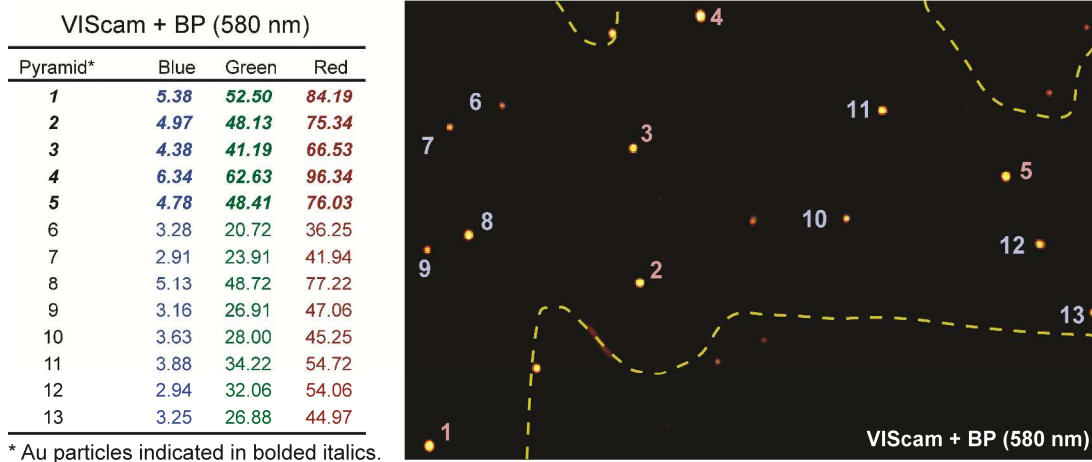 VIScam + BP (580 nm)
Pyramid* Blue Green Red
1 5.38 52.50 84.19
2 4.97 48.13 75.34
3 4.38 41.19 66.53
4 6.34 62.63 96.34
5 4.78 48.41 76.03
6 3.28 20.72 36.25
7 2.91 23.91 41.94
8 5.13 48.72 77.22
9 3.16 26.91 47.06
10 3.63 28.00 45.25
11 3.88 34.22 54.72
12 2.94 32.06 54.06
13 3.25 26.88 44.97
* Au particles indicated in bolded italics.
4
6
11
7
3
5
8
10
12
9
2
13
1
VIScam + BP (580 nm)